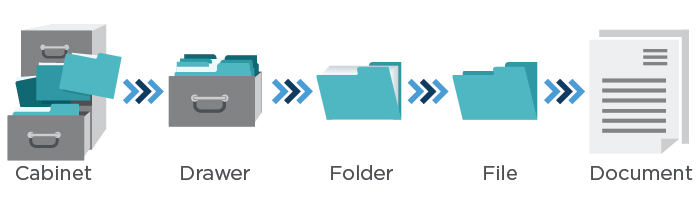 Cabinet
Drawer
Folder
File
Document